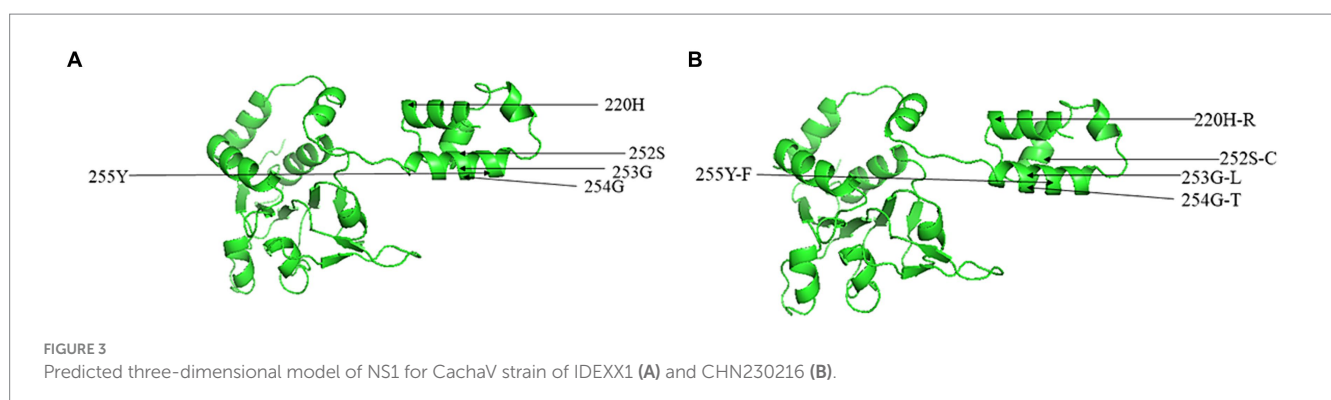 A
B
220H
252S
253G
254G
255Y
220H-R
252S-C
253G-L
254G-T
255Y-F
FIGURE 3
Predicted three-dimensional model of NS1 for CachaV strain of IDEXX1 (A) and CHN230216 (B).